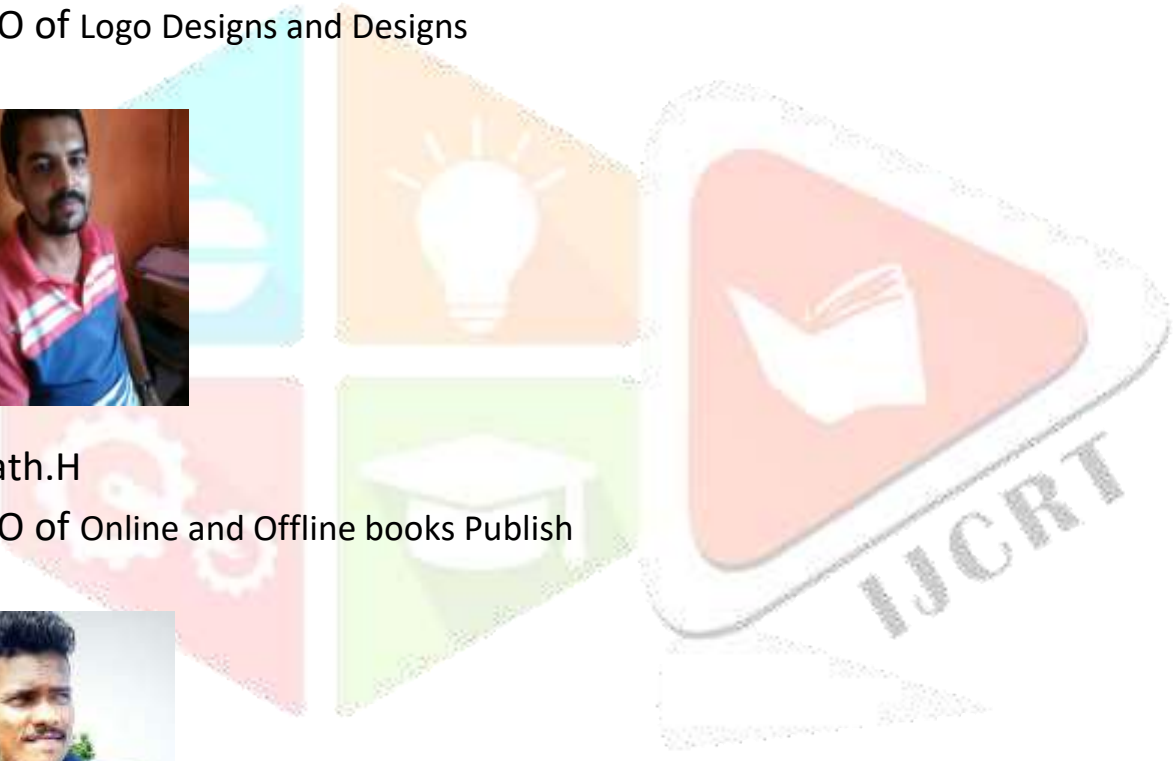 O of Logo Designs and Designs
ath.H
O of Online and Offline books Publish
IJCRT